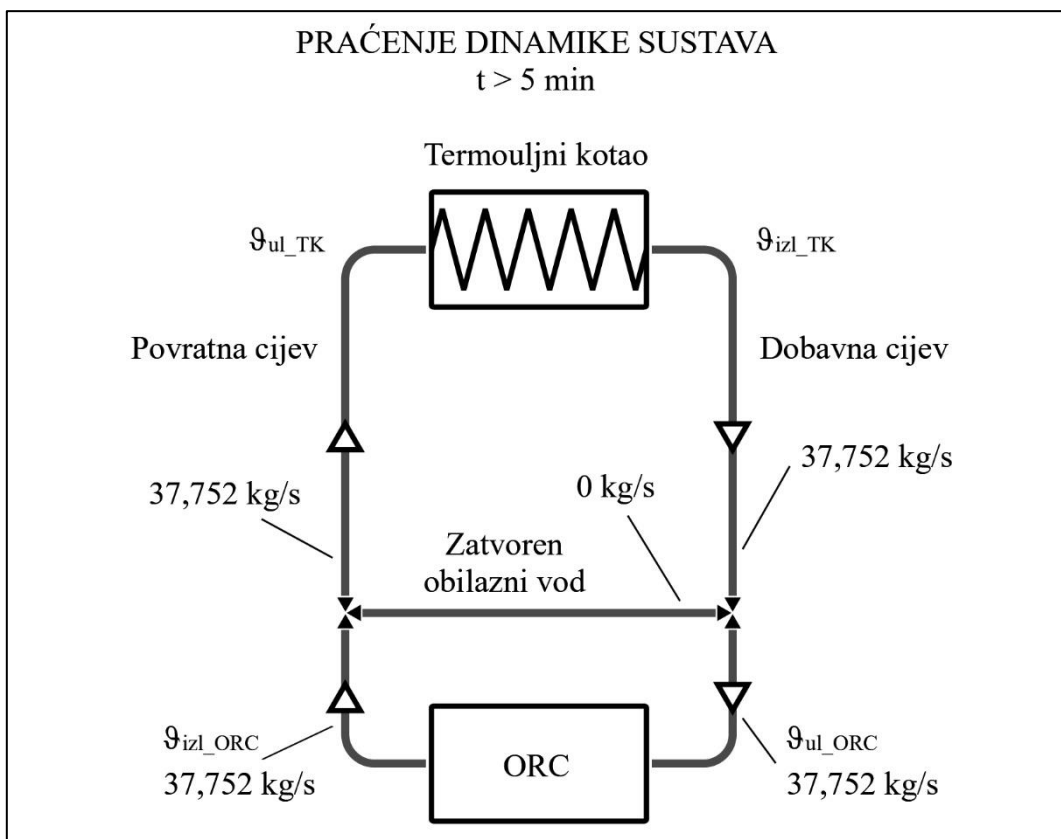 PRAĆENJE DINAMIKE SUSTAVA
t > 5 min
Termouljni kotao
ϑul_TK
ϑizl_TK
Povratna cijev
Dobavna cijev
37,752 kg/s
0 kg/s
37,752 kg/s
Zatvoren
obilazni vod
ϑizl_ORC
37,752 kg/s
ORC
ϑul_ORC
37,752 kg/s